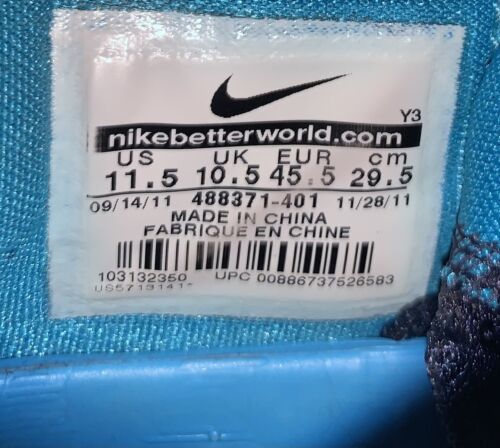 Y3
nikebetterworld.com
US UK EUR cm
11.5 10.5 45.5 29.5
09/14/11 488371-401 11/28/11
MADE IN CHINA
FABRIQUE EN CHINE
103132350 UPC 00886737526583